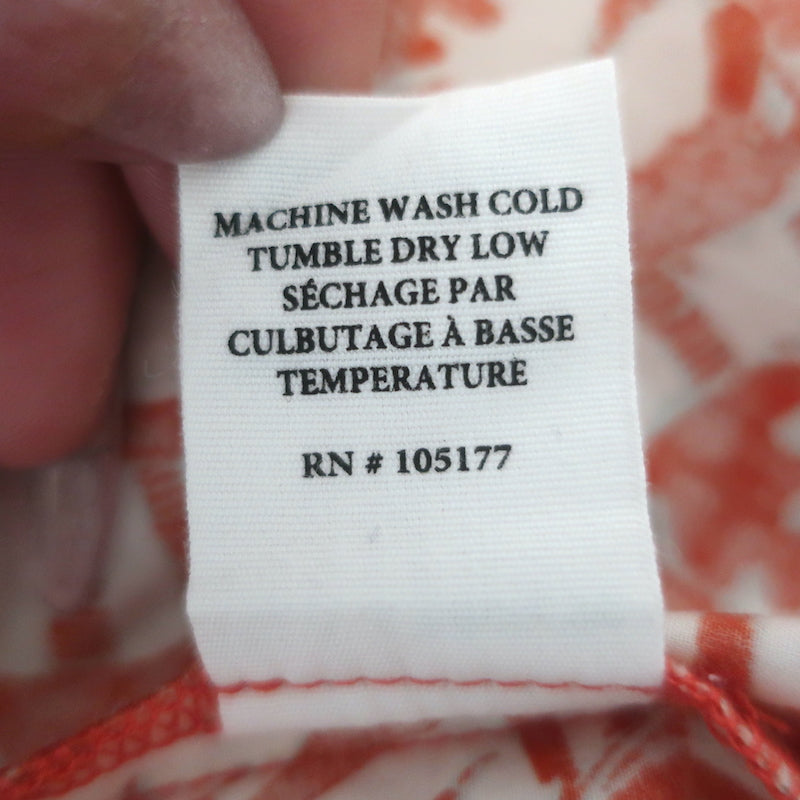 MACHINE WASH COLD
TUMBLE DRY LOW
SÉCHAGE PAR
CULBUTAGE À BASSE
TEMPERATURE
RN # 105177